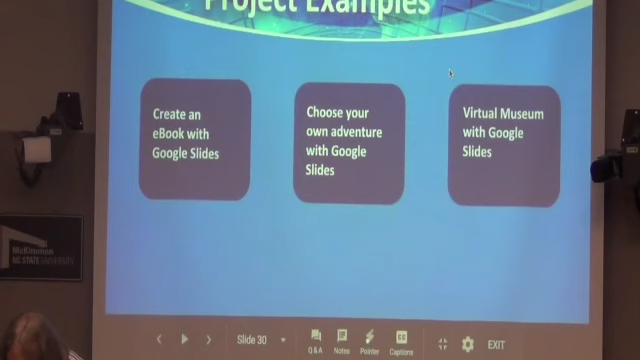 Project Examples
Create an
eBook with
Google Slides
Choose your
own adventure
with Google
Slides
Virtual Museum
with Google
Slides
McKimmon
NC STATE UNIVERSITY
Slide 30
Q & A
Notes
Pointer
Captions
EXIT